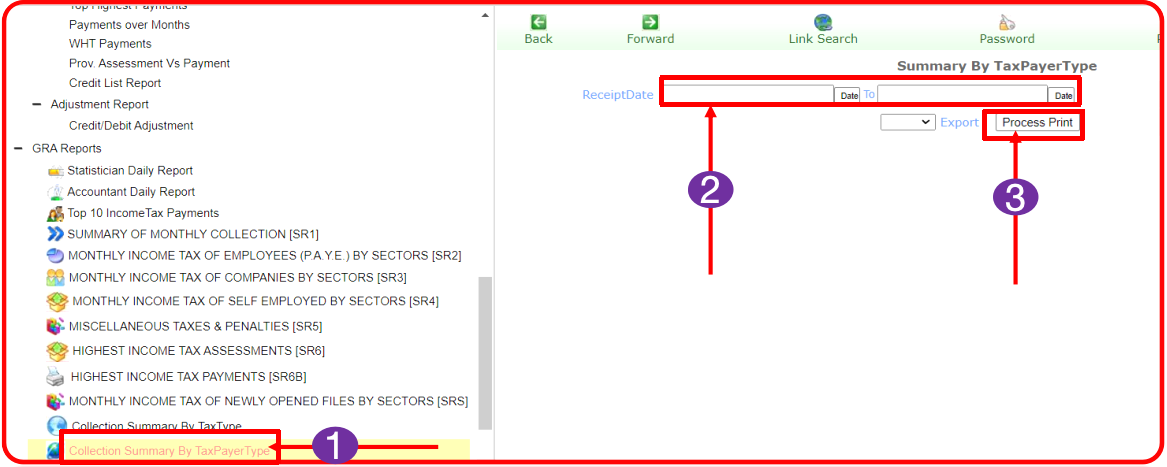 Top Highest Payments
Payments over Months
WHT Payments
Prov. Assessment Vs Payment
Credit List Report
Adjustment Report
Credit/Debit Adjustment
GRA Reports
Statistician Daily Report
Accountant Daily Report
Top 10 IncomeTax Payments
SUMMARY OF MONTHLY COLLECTION [SR1]
MONTHLY INCOME TAX OF EMPLOYEES (P.A.Y.E.) BY SECTORS [SR2]
MONTHLY INCOME TAX OF COMPANIES BY SECTORS [SR3]
MONTHLY INCOME TAX OF SELF EMPLOYED BY SECTORS [SR4]
MISCELLANEOUS TAXES & PENALTIES [SR5]
HIGHEST INCOME TAX ASSESSMENTS [SR6]
HIGHEST INCOME TAX PAYMENTS [SR6B]
MONTHLY INCOME TAX OF NEWLY OPENED FILES BY SECTORS [SRS]
Collection Summary By TaxType
Collection Summary By TaxPayerType
1
Back Forward Link Search Password
Summary By TaxPayerType
ReceiptDate Date To Date
Export Process Print
2 3